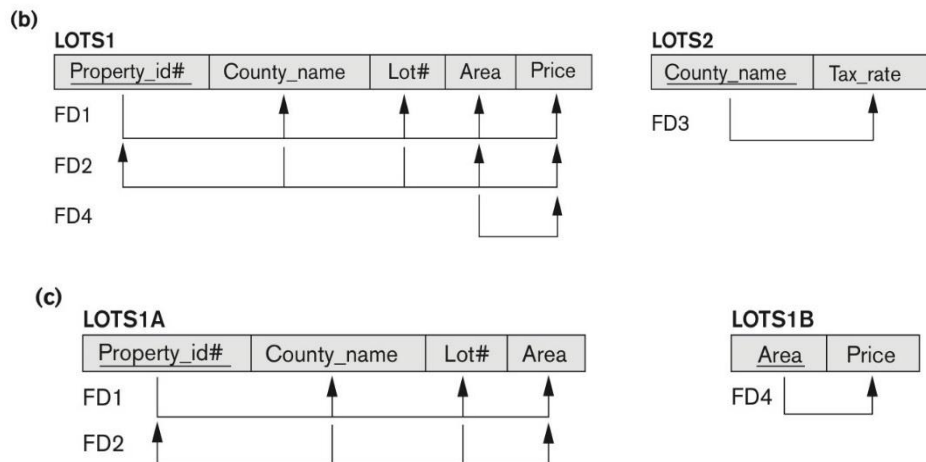 (b)
LOTS1
Property_id# County_name Lot# Area Price
FD1
FD2
FD4
LOTS2
County_name Tax_rate
FD3
(c)
LOTS1A
Property_id# County_name Lot# Area
FD1
FD2
LOTS1B
Area Price
FD4